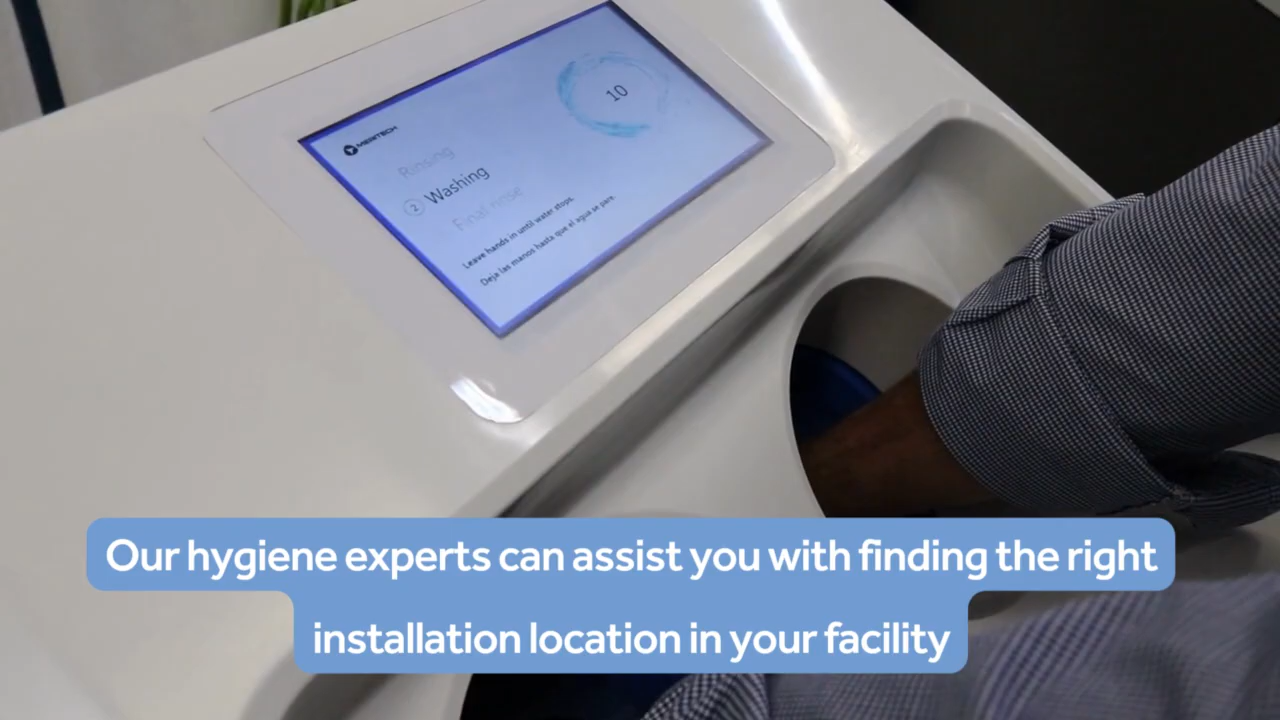 MERITECH
10
Rinsing
2 Washing
Final rinse
Leave hands in until water stops.
Deja las manos hasta que el agua se pare.
Our hygiene experts can assist you with finding the right
installation location in your facility